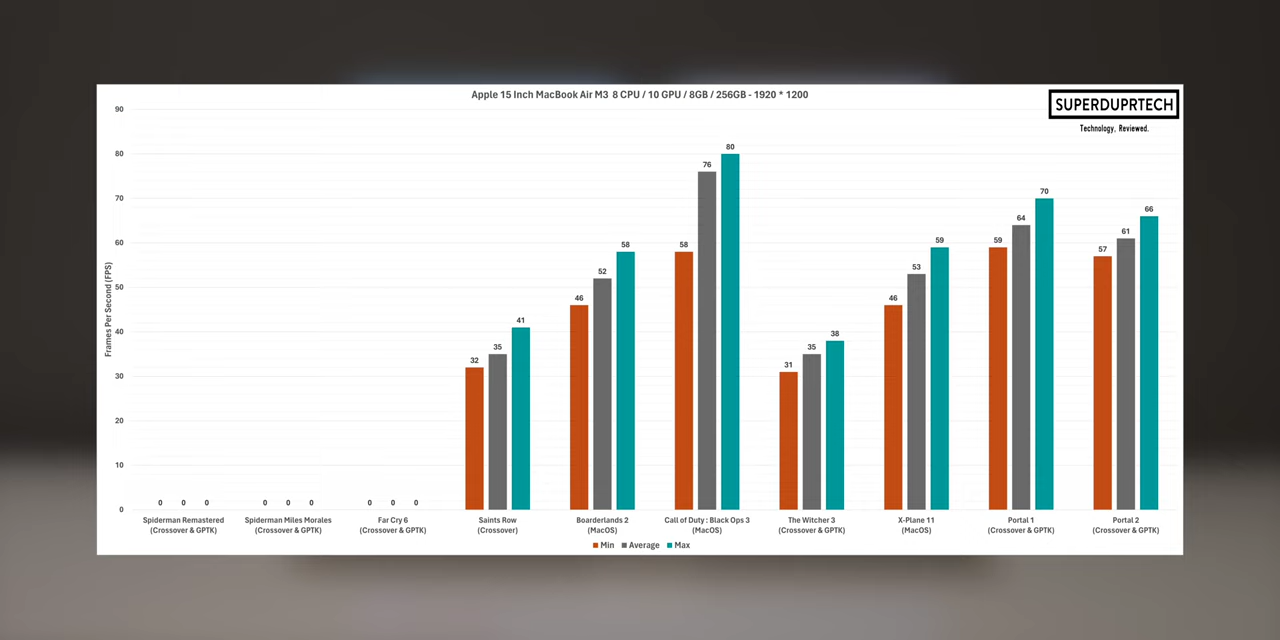 Apple 15 Inch MacBook Air M3 8 CPU / 10 GPU / 8GB / 256GB - 1920 * 1200
SUPERDUPRTECH
Technology, Reviewed.
Frames Per Second (FPS)
90
80
70
60
50
40
30
20
10
0
0 0 0
0 0 0
0 0 0
32 35 41
46 52 58
58 76 80
31 35 38
46 53 59
59 64 70
57 61 66
Spiderman Remastered
(Crossover & GPTK)
Spiderman Miles Morales
(Crossover & GPTK)
Far Cry 6
(Crossover & GPTK)
Saints Row
(Crossover)
Boarderlands 2
(MacOS)
Call of Duty : Black Ops 3
(MacOS)
The Witcher 3
(Crossover & GPTK)
X-Plane 11
(MacOS)
Portal 1
(Crossover & GPTK)
Portal 2
(Crossover & GPTK)
Min Average Max